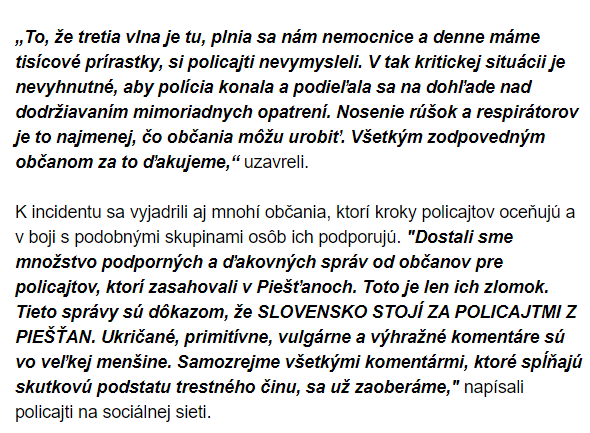 „To, že tretia vlna je tu, plnia sa nám nemocnice a denne máme
tisícové prírastky, si policajti nevymysleli. V tak kritickej situácii je
nevyhnutné, aby polícia konala a podieľala sa na dohľade nad
dodržiavaním mimoriadnych opatrení. Nosenie rúšok a respirátorov
je to najmenej, čo občania môžu urobiť. Všetkým zodpovedným
občanom za to ďakujeme,“ uzavreli.
K incidentu sa vyjadrili aj mnohí občania, ktorí kroky policajtov oceňujú a
v boji s podobnými skupinami osôb ich podporujú. "Dostali sme
množstvo podporných a ďakovných správ od občanov pre
policajtov, ktorí zasahovali v Piešťanoch. Toto je len ich zlomok.
Tieto správy sú dôkazom, že SLOVENSKO STOJÍ ZA POLICAJTMI Z
PIEŠŤAN. Ukričané, primitívne, vulgárne a výhražné komentáre sú
vo veľkej menšine. Samozrejme všetkými komentármi, ktoré spĺňajú
skutkovú podstatu trestného činu, sa už zaoberáme," napísali
policajti na sociálnej sieti.